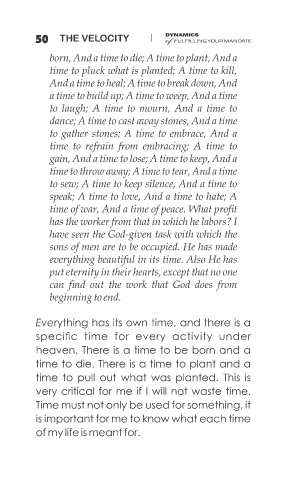 50 THE VELOCITY | DYNAMICS
of FULFILLING YOUR MANDATE
born, And a time to die; A time to plant, And a
time to pluck what is planted; A time to kill,
And a time to heal; A time to break down, And
a time to build up; A time to weep, And a time
to laugh; A time to mourn, And a time to
dance; A time to cast away stones, And a time
to gather stones; A time to embrace, And a
time to refrain from embracing; A time to
gain, And a time to lose; A time to keep, And a
time to throw away; A time to tear, And a time
to sew; A time to keep silence, And a time to
speak; A time to love, And a time to hate; A
time of war, And a time of peace. What profit
has the worker from that in which he labors? I
have seen the God-given task with which the
sons of men are to be occupied. He has made
everything beautiful in its time. Also He has
put eternity in their hearts, except that no one
can find out the work that God does from
beginning to end.
Everything has its own time, and there is a
specific time for every activity under
heaven. There is a time to be born and a
time to die. There is a time to plant and a
time to pull out what was planted. This is
very critical for me if I will not waste time.
Time must not only be used for something, it
is important for me to know what each time
of my life is meant for.